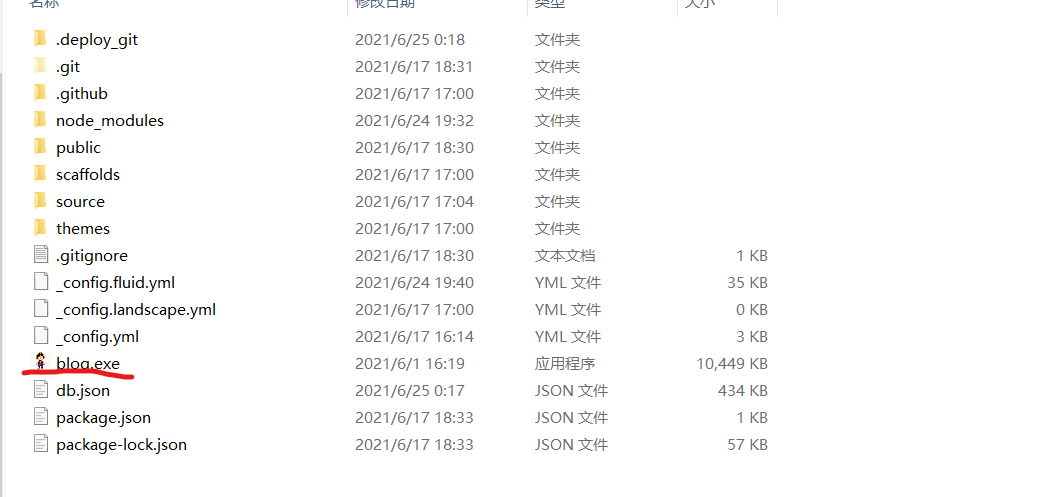 名称 修改日期 类型 大小
.deploy_git 2021/6/25 0:18 文件夹
.git 2021/6/17 18:31 文件夹
.github 2021/6/17 17:00 文件夹
node_modules 2021/6/24 19:32 文件夹
public 2021/6/17 18:30 文件夹
scaffolds 2021/6/17 17:00 文件夹
source 2021/6/17 17:04 文件夹
themes 2021/6/17 17:00 文件夹
.gitignore 2021/6/17 18:30 文本文档 1 KB
_config.fluid.yml 2021/6/24 19:40 YML 文件 35 KB
_config.landscape.yml 2021/6/17 17:00 YML 文件 0 KB
_config.yml 2021/6/17 16:14 YML 文件 3 KB
blog.exe 2021/6/1 16:19 应用程序 10,449 KB
db.json 2021/6/25 0:17 JSON 文件 434 KB
package.json 2021/6/17 18:33 JSON 文件 1 KB
package-lock.json 2021/6/17 18:33 JSON 文件 57 KB